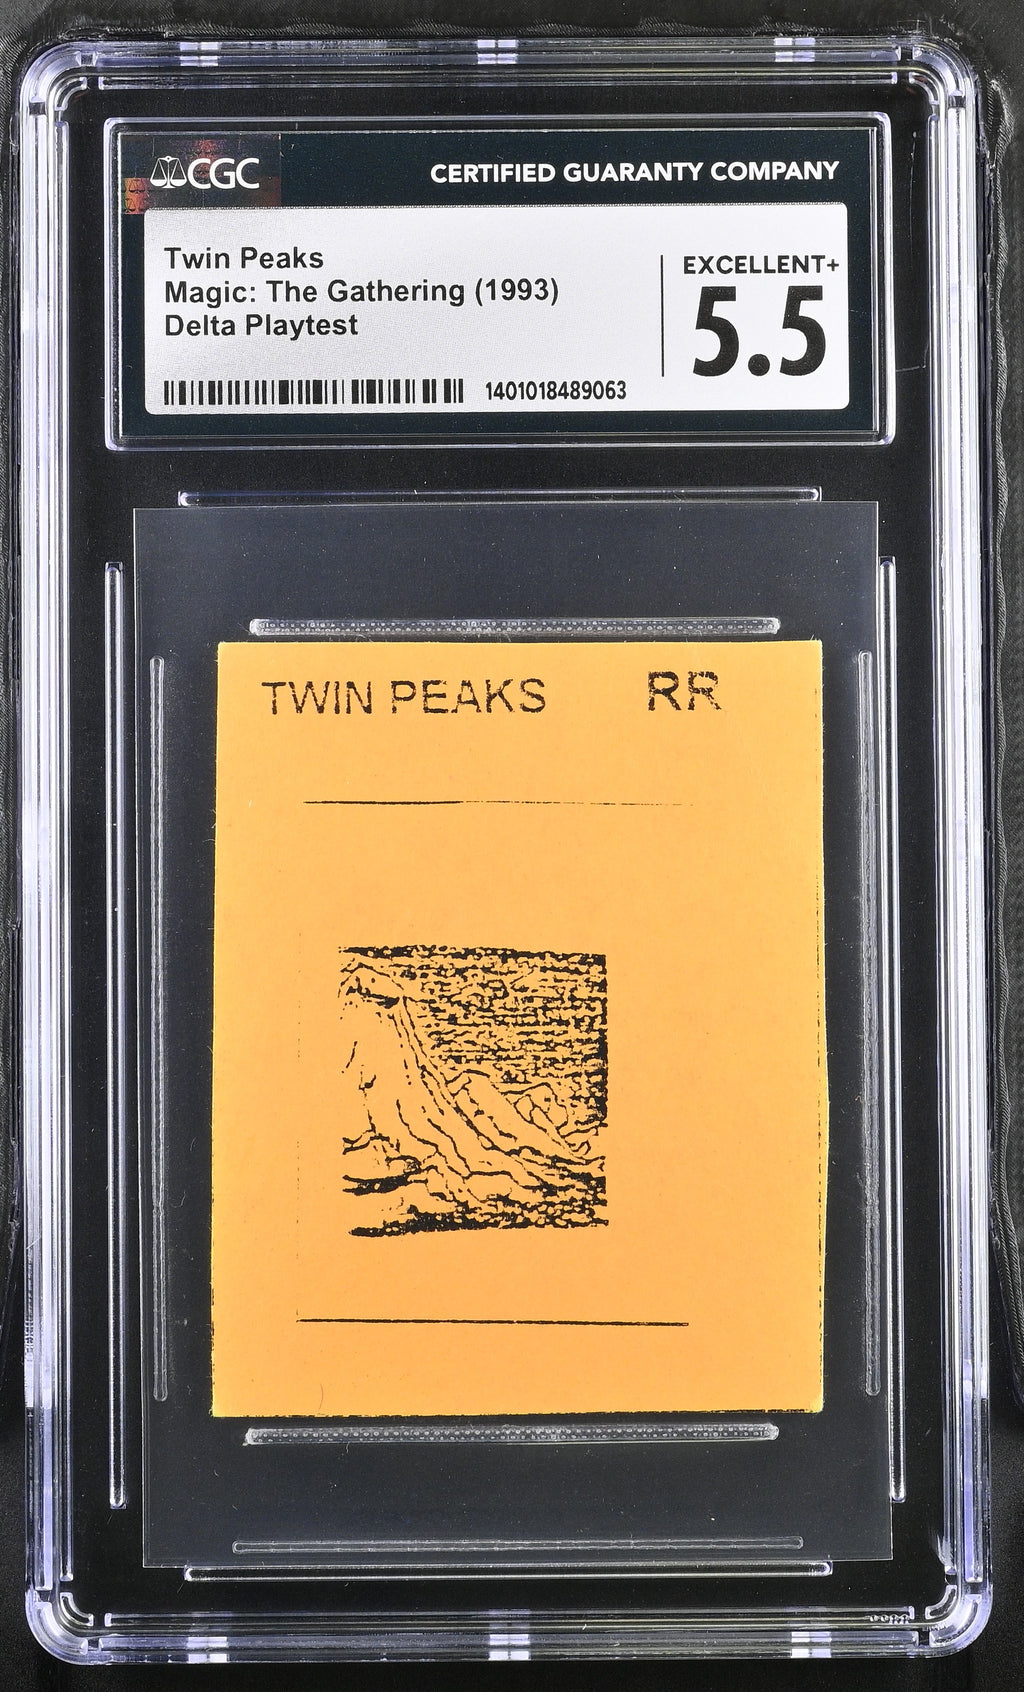 CGC
CERTIFIED GUARANTY COMPANY
Twin Peaks
Magic: The Gathering (1993)
Delta Playtest
EXCELLENT+
5.5
1401018489063
TWIN PEAKS RR